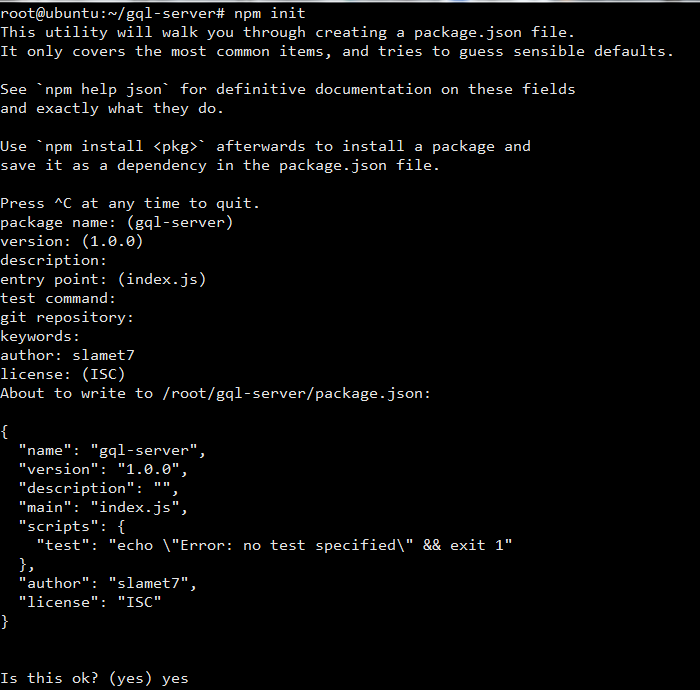 root@ubuntu:~/gql-server# npm init
This utility will walk you through creating a package.json file.
It only covers the most common items, and tries to guess sensible defaults.
See `npm help json` for definitive documentation on these fields
and exactly what they do.
Use `npm install <pkg>` afterwards to install a package and
save it as a dependency in the package.json file.
Press ^C at any time to quit.
package name: (gql-server)
version: (1.0.0)
description:
entry point: (index.js)
test command:
git repository:
keywords:
author: slamet7
license: (ISC)
About to write to /root/gql-server/package.json:
{
  "name": "gql-server",
  "version": "1.0.0",
  "description": "",
  "main": "index.js",
  "scripts": {
    "test": "echo \"Error: no test specified\" && exit 1"
  },
  "author": "slamet7",
  "license": "ISC"
}
Is this ok? (yes) yes